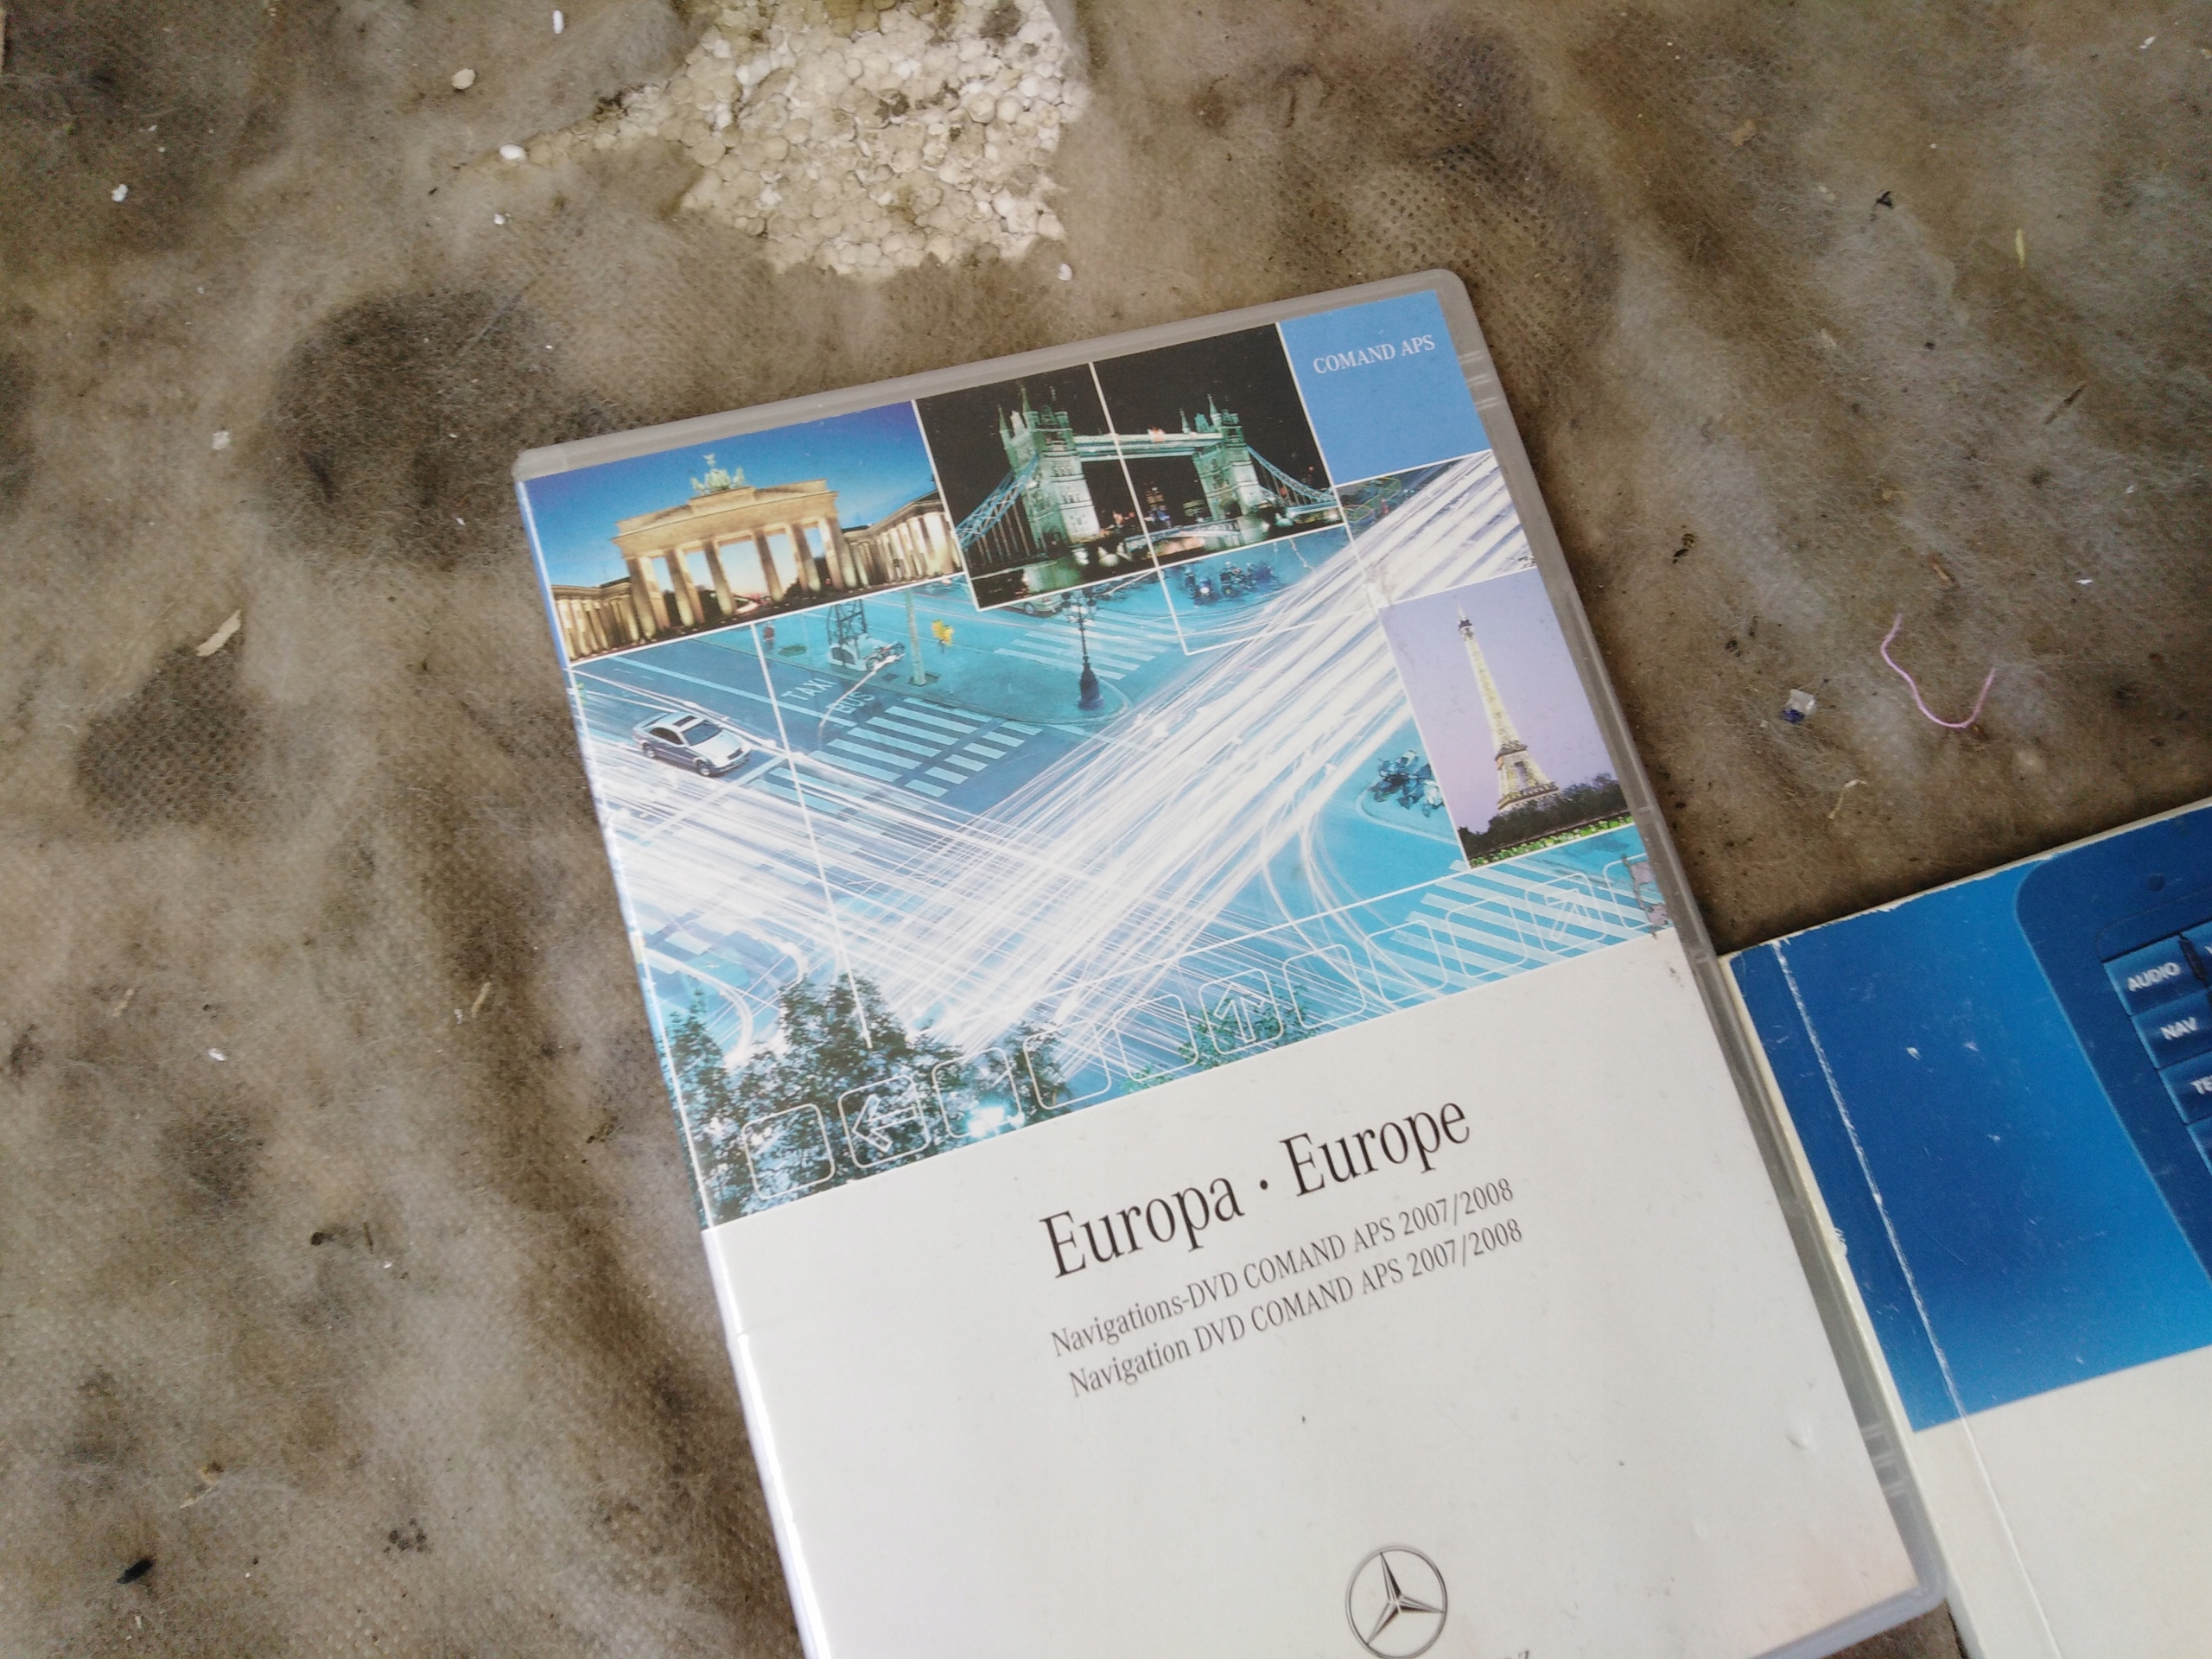 COMAND APS
TAXI
BUS
Europa · Europe
Navigations-DVD COMAND APS 2007/2008
Navigation DVD COMAND APS 2007/2008
AUDIO
NAV